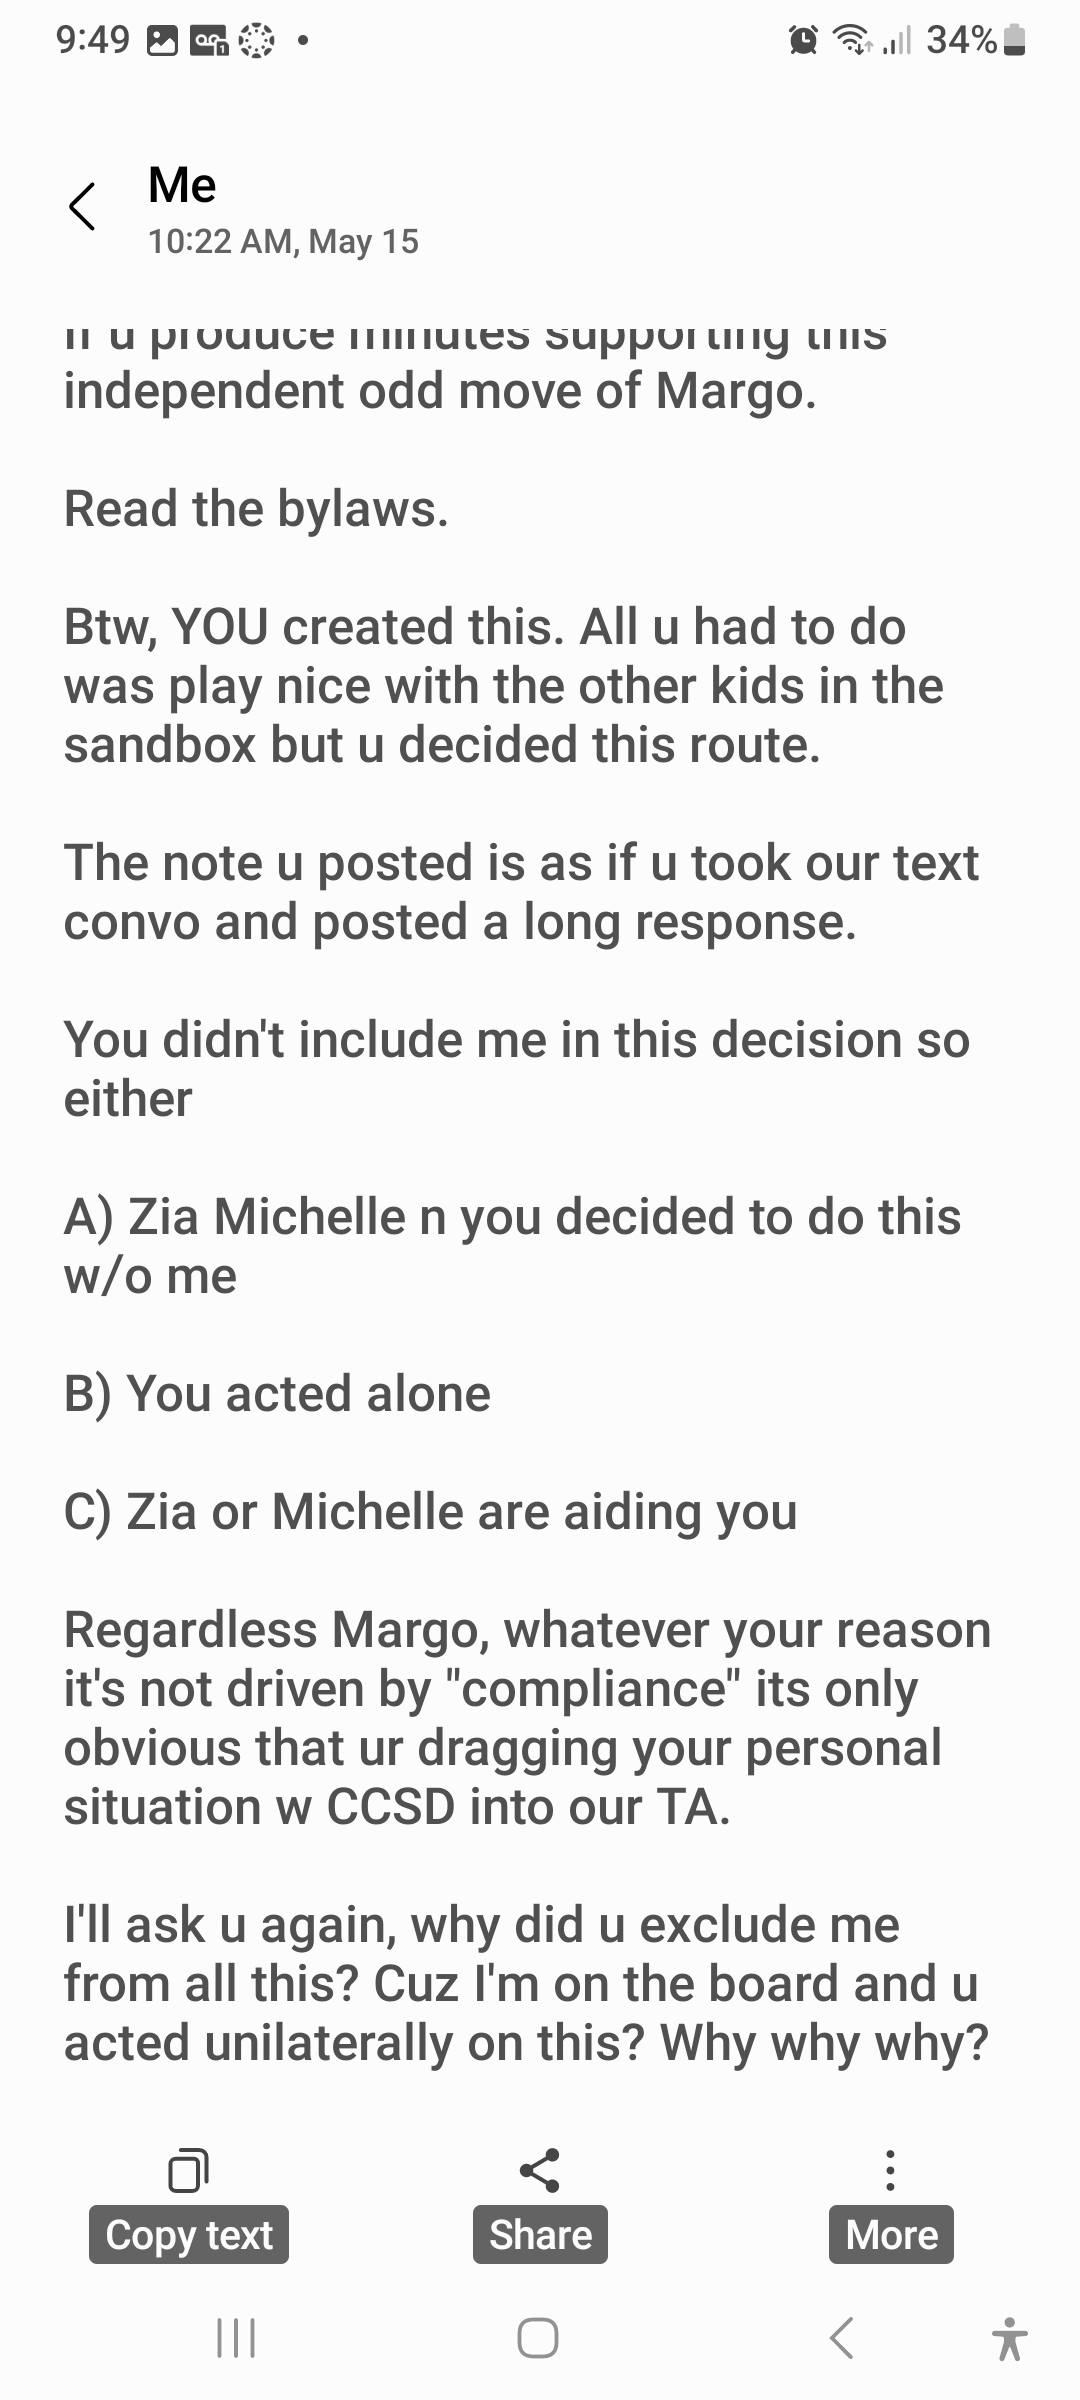 9:49
34%
Me
10:22 AM, May 15
If u produce minutes supporting this
independent odd move of Margo.
Read the bylaws.
Btw, YOU created this. All u had to do
was play nice with the other kids in the
sandbox but u decided this route.
The note u posted is as if u took our text
convo and posted a long response.
You didn't include me in this decision so
either
A) Zia Michelle n you decided to do this
w/o me
B) You acted alone
C) Zia or Michelle are aiding you
Regardless Margo, whatever your reason
it's not driven by "compliance" its only
obvious that ur dragging your personal
situation w CCSD into our TA.
I'll ask u again, why did u exclude me
from all this? Cuz I'm on the board and u
acted unilaterally on this? Why why why?
Copy text
Share
More